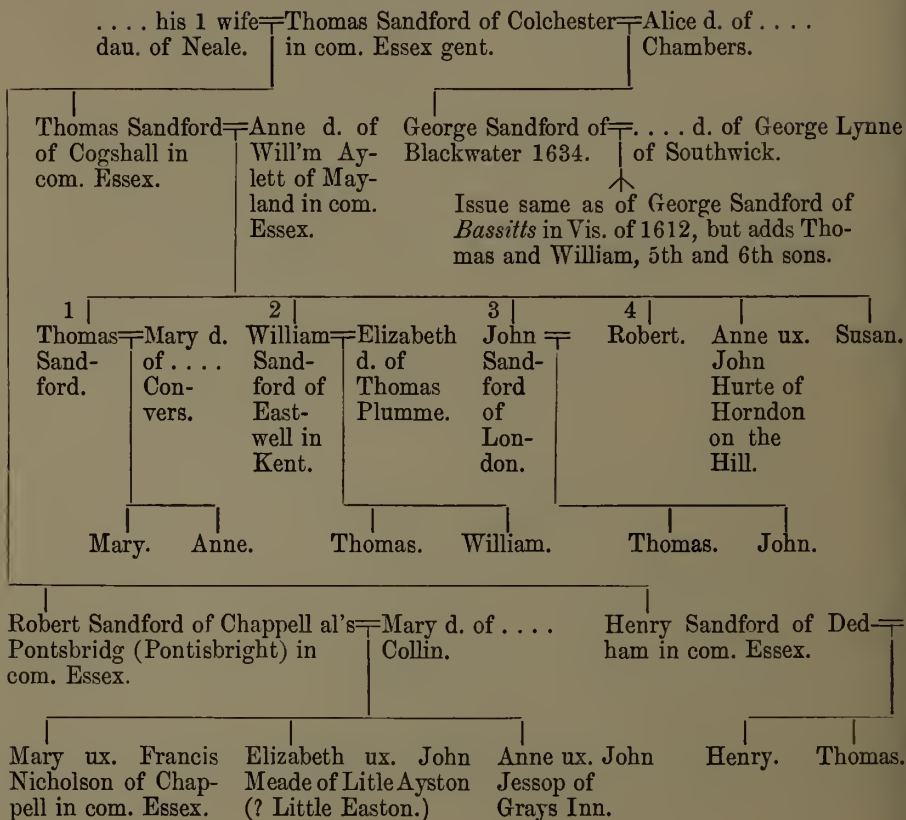 . . . . his 1 wife Thomas Sandford of Colchester Alice d. of . . . .
dau. of Neale. in com. Essex gent. Chambers.
Thomas Sandford
of Cogshall in
com. Essex.
Anne d. of
Will'm Ay-
lett of May-
land in com.
Essex.
George Sandford of
Blackwater 1634.
. . . . d. of George Lynne
of Southwick.
Issue same as of George Sandford of
Bassitts in Vis. of 1612, but adds Tho-
mas and William, 5th and 6th sons.
1
Thomas
Sand-
ford.
Mary d.
of . . . .
Con-
vers.
2
William
Sand-
ford of
East-
well in
Kent.
Elizabeth
d. of
Thomas
Plumme.
3
John
Sand-
ford
of
Lon-
don.
4
Robert.
Anne ux.
John
Hurte of
Horndon
on the
Hill.
Susan.
Mary. Anne. Thomas. William. Thomas. John.
Robert Sandford of Chappell al's
Pontsbridg (Pontisbright) in
com. Essex.
Mary d. of . . . .
Collin.
Henry Sandford of Ded-
ham in com. Essex.
Mary ux. Francis
Nicholson of Chap-
pell in com. Essex.
Elizabeth ux. John
Meade of Litle Ayston
(? Little Easton.)
Anne ux. John
Jessop of
Grays Inn.
Henry. Thomas.